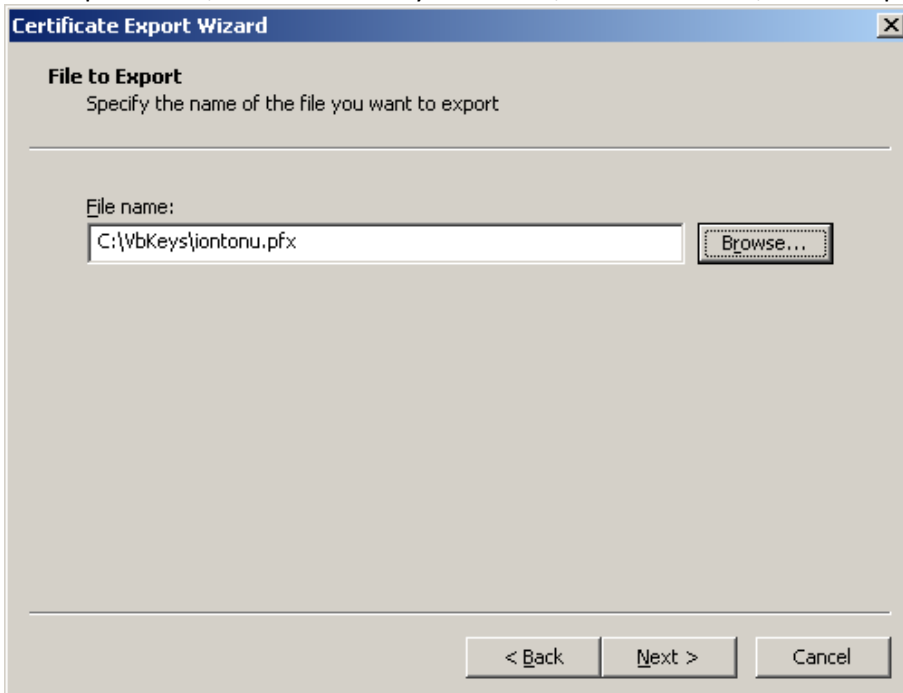 Certificate Export Wizard
File to Export
Specify the name of the file you want to export
File name:
C:\VbKeys\iontonu.pfx
Browse...
< Back
Next >
Cancel